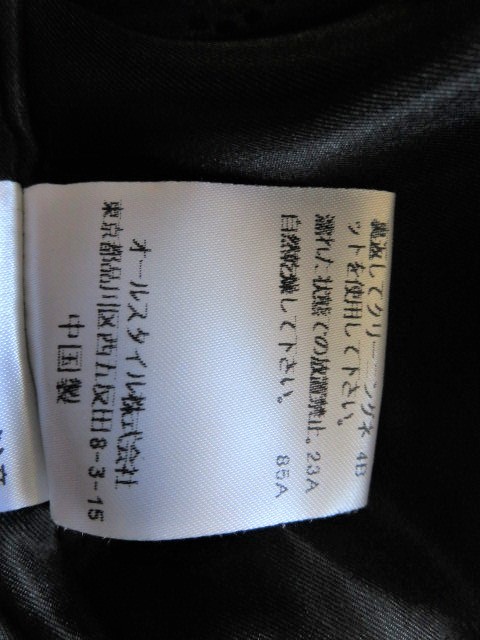 裏返してクリーニングネ 4B
ットを使用して下さい。
濡れた状態での放置禁止。23A
自然乾燥して下さい。 85A
オールスタイル株式会社
東京都品川区西五反田8-3-15
中国製